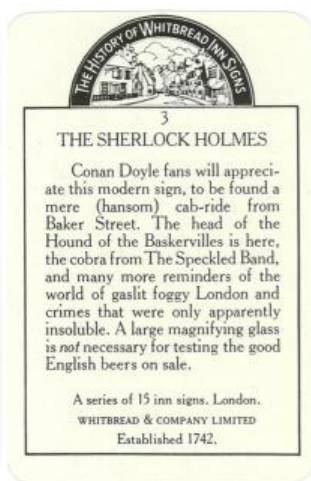 THE HISTORY OF WHITBREAD INN SIGNS
3
THE SHERLOCK HOLMES
Conan Doyle fans will appreci-
ate this modern sign, to be found a
mere (hansom) cab-ride from
Baker Street. The head of the
Hound of the Baskervilles is here,
the cobra from The Speckled Band,
and many more reminders of the
world of gaslit foggy London and
crimes that were only apparently
insoluble. A large magnifying glass
is not necessary for testing the good
English beers on sale.
A series of 15 inn signs. London.
WHITBREAD & COMPANY LIMITED
Established 1742.